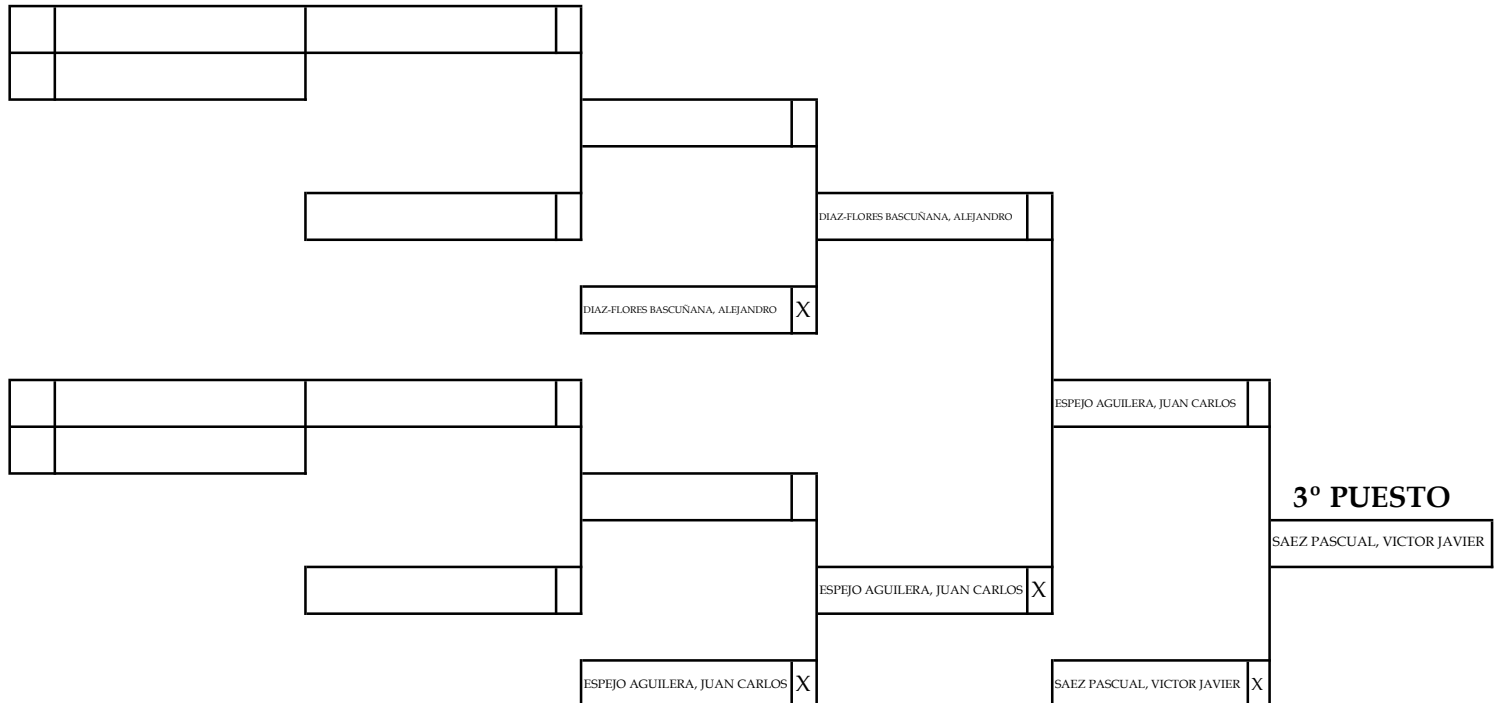 DIAZ-FLORES BASCUÑANA, ALEJANDRO
DIAZ-FLORES BASCUÑANA, ALEJANDRO X
ESPEJO AGUILERA, JUAN CARLOS
3º PUESTO
SAEZ PASCUAL, VICTOR JAVIER
ESPEJO AGUILERA, JUAN CARLOS X
ESPEJO AGUILERA, JUAN CARLOS X
SAEZ PASCUAL, VICTOR JAVIER X